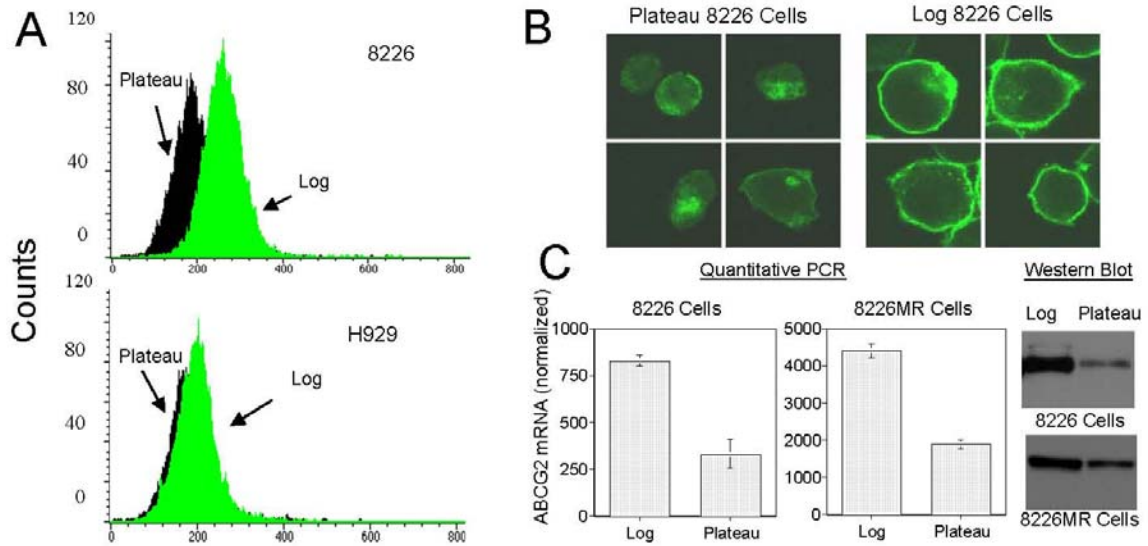 A
Counts
120
80
40
0
8226
Plateau
Log
0 200 400 600 800
120
80
40
0
H929
Plateau
Log
0 200 400 600 800
B
Plateau 8226 Cells
Log 8226 Cells
C
Quantitative PCR
Western Blot
8226 Cells
8226MR Cells
Log Plateau
ABCG2 mRNA (normalized)
1000
750
500
250
0
Log Plateau
5000
4000
3000
2000
1000
0
Log Plateau
8226 Cells
8226MR Cells